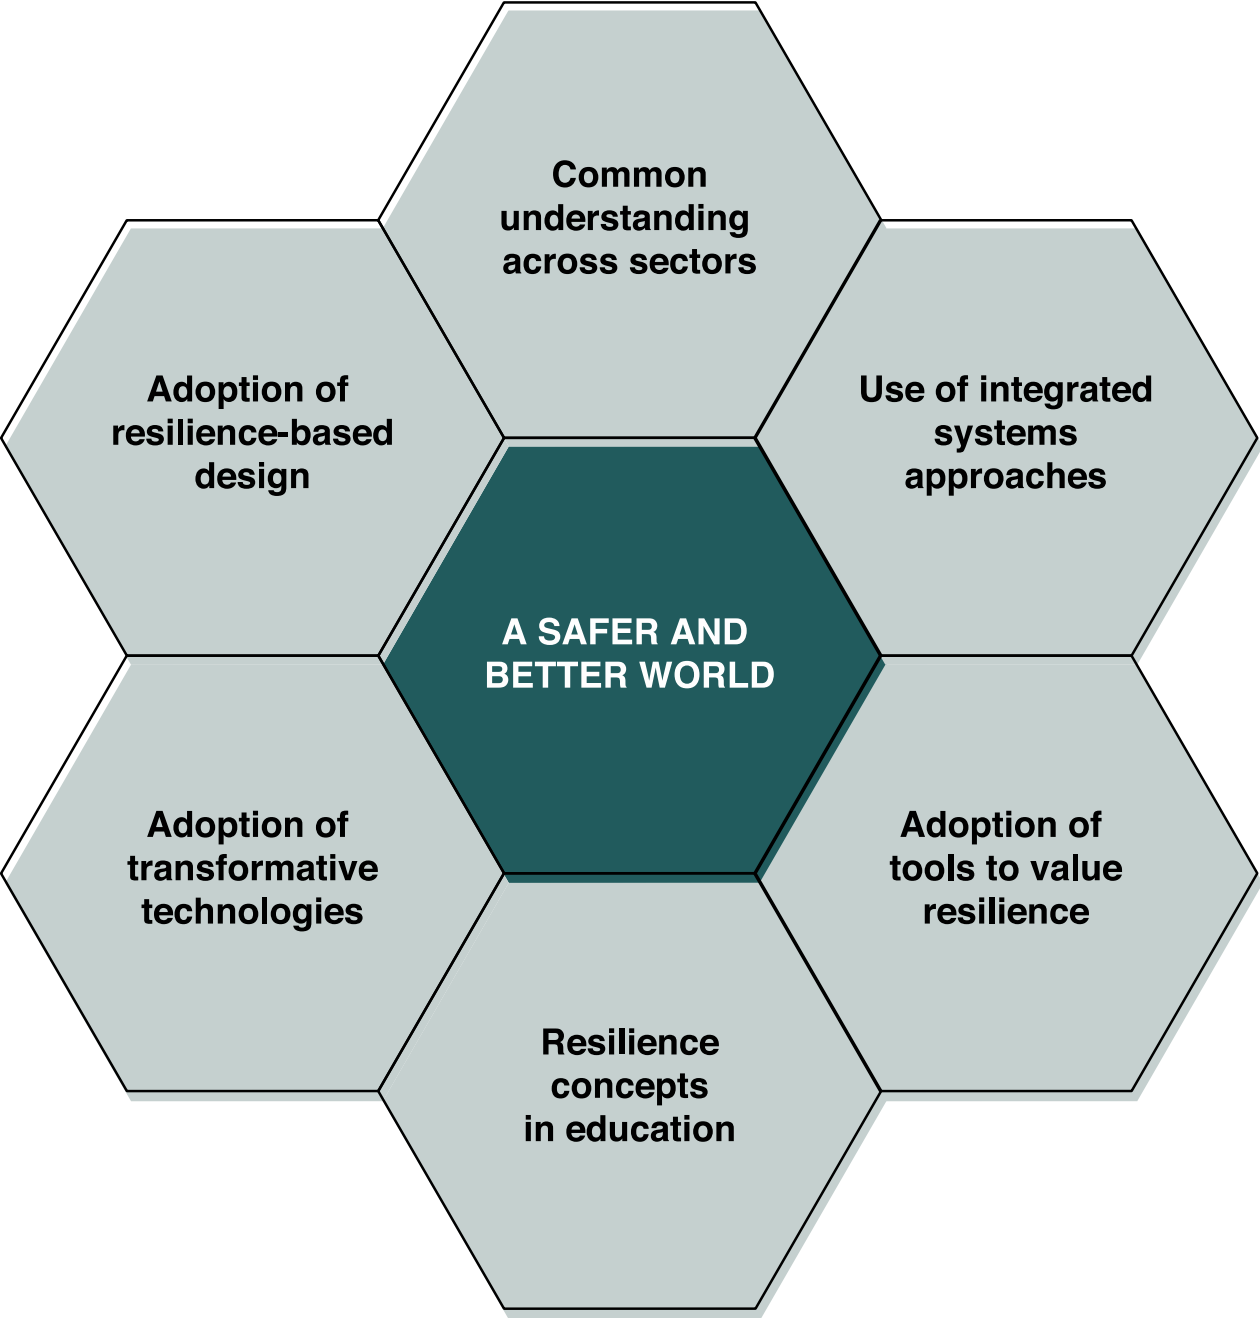 Common
understanding
across sectors
Use of integrated
systems
approaches
Adoption of
tools to value
resilience
Resilience
concepts
in education
Adoption of
transformative
technologies
Adoption of
resilience-based
design
A SAFER AND
BETTER WORLD